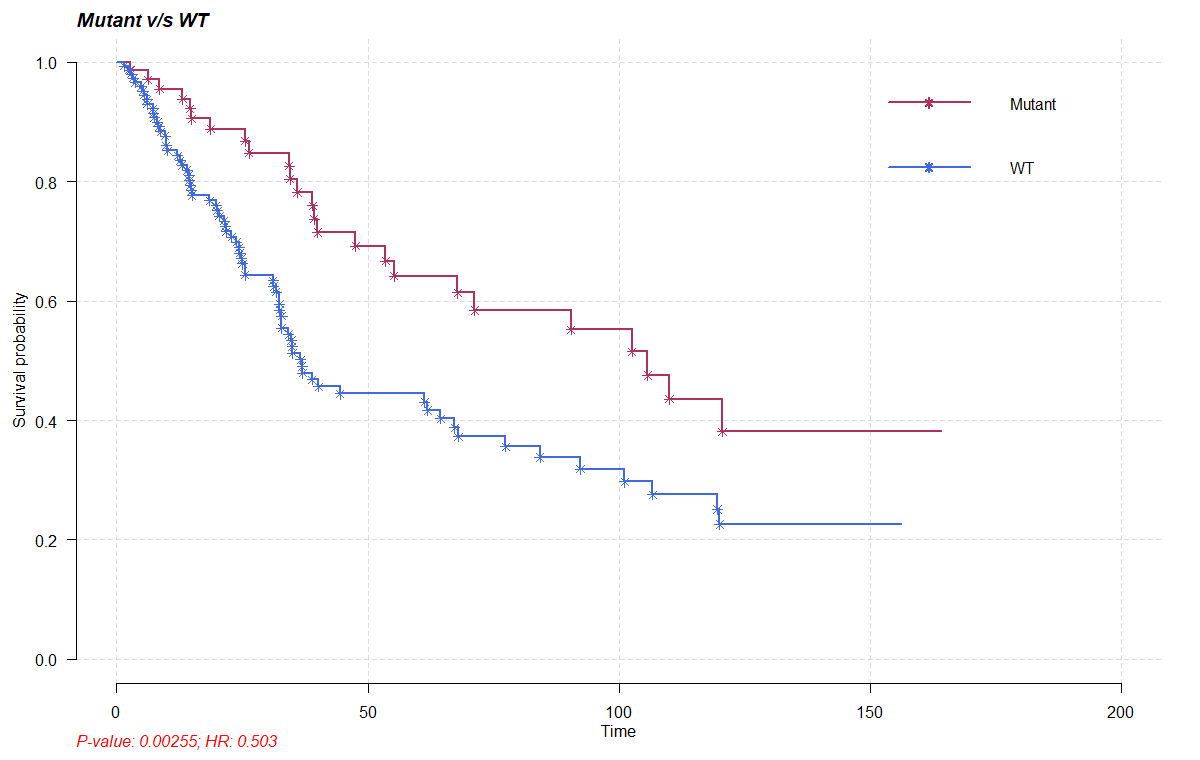 Mutant v/s WT
Mutant
WT
Survival probability
1.0
0.8
0.6
0.4
0.2
0.0
0 50 100 150 200
Time
P-value: 0.00255; HR: 0.503